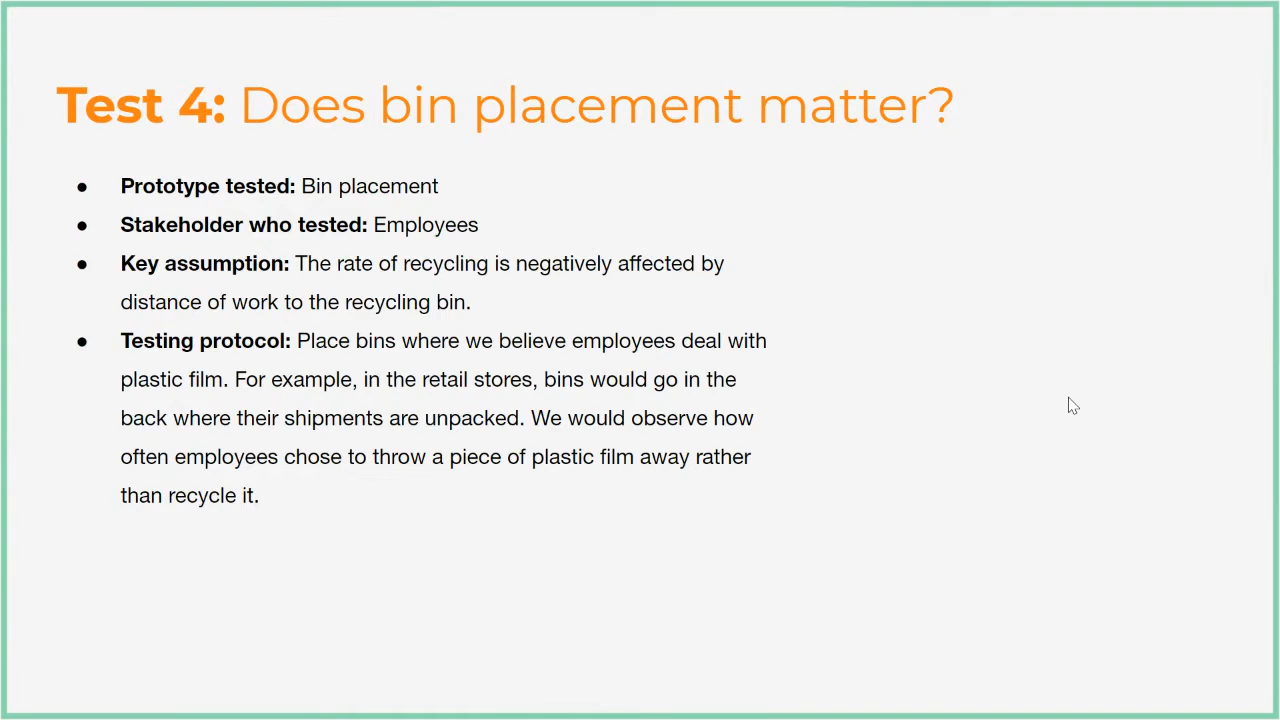 Test 4: Does bin placement matter?
● Prototype tested: Bin placement
● Stakeholder who tested: Employees
● Key assumption: The rate of recycling is negatively affected by
distance of work to the recycling bin.
● Testing protocol: Place bins where we believe employees deal with
plastic film. For example, in the retail stores, bins would go in the
back where their shipments are unpacked. We would observe how
often employees chose to throw a piece of plastic film away rather
than recycle it.